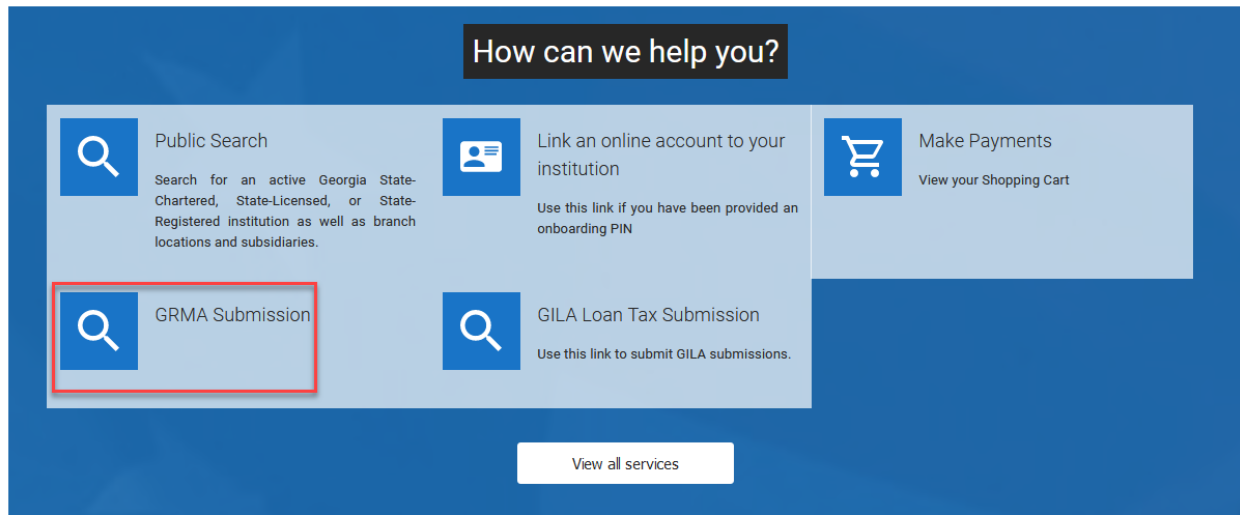 How can we help you?
Public Search
Search for an active Georgia State-
Chartered, State-Licensed, or State-
Registered institution as well as branch
locations and subsidiaries.
Link an online account to your
institution
Use this link if you have been provided an
onboarding PIN
Make Payments
View your Shopping Cart
GRMA Submission
GILA Loan Tax Submission
Use this link to submit GILA submissions.
View all services